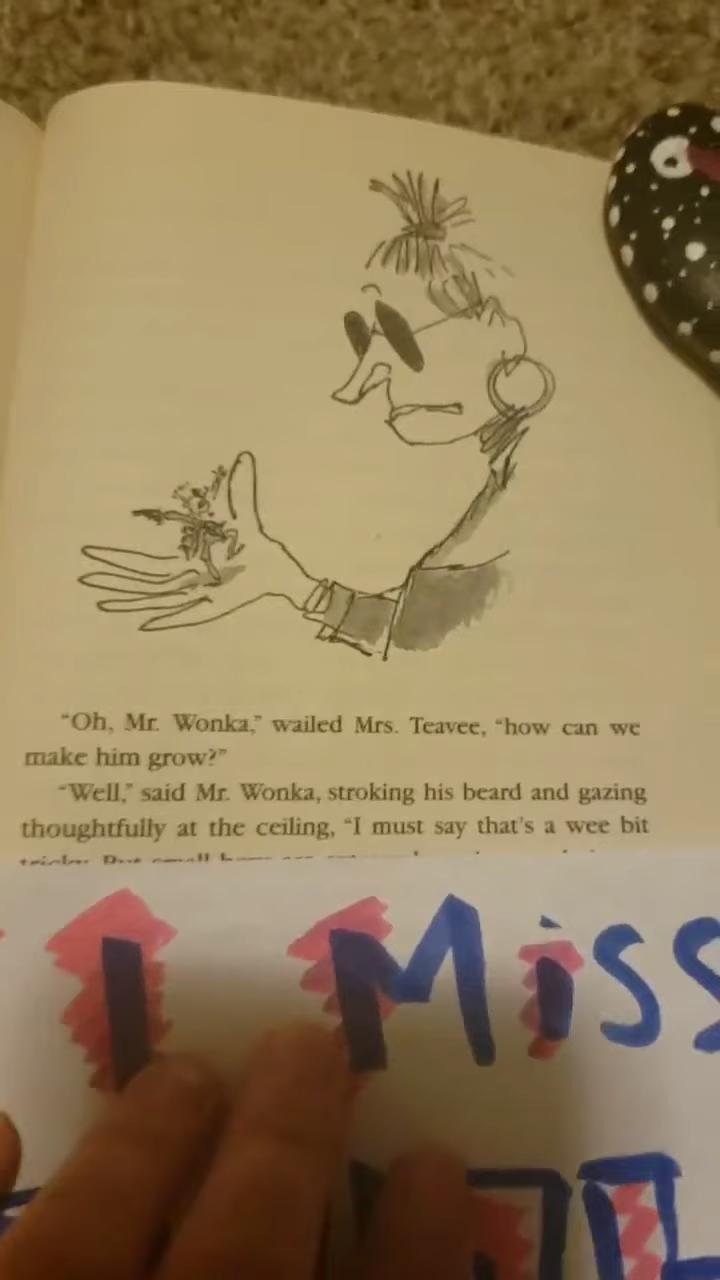 “Oh, Mr. Wonka,” wailed Mrs. Teavee, “how can we
make him grow?”
“Well,” said Mr. Wonka, stroking his beard and gazing
thoughtfully at the ceiling, “I must say that’s a wee bit
I Miss